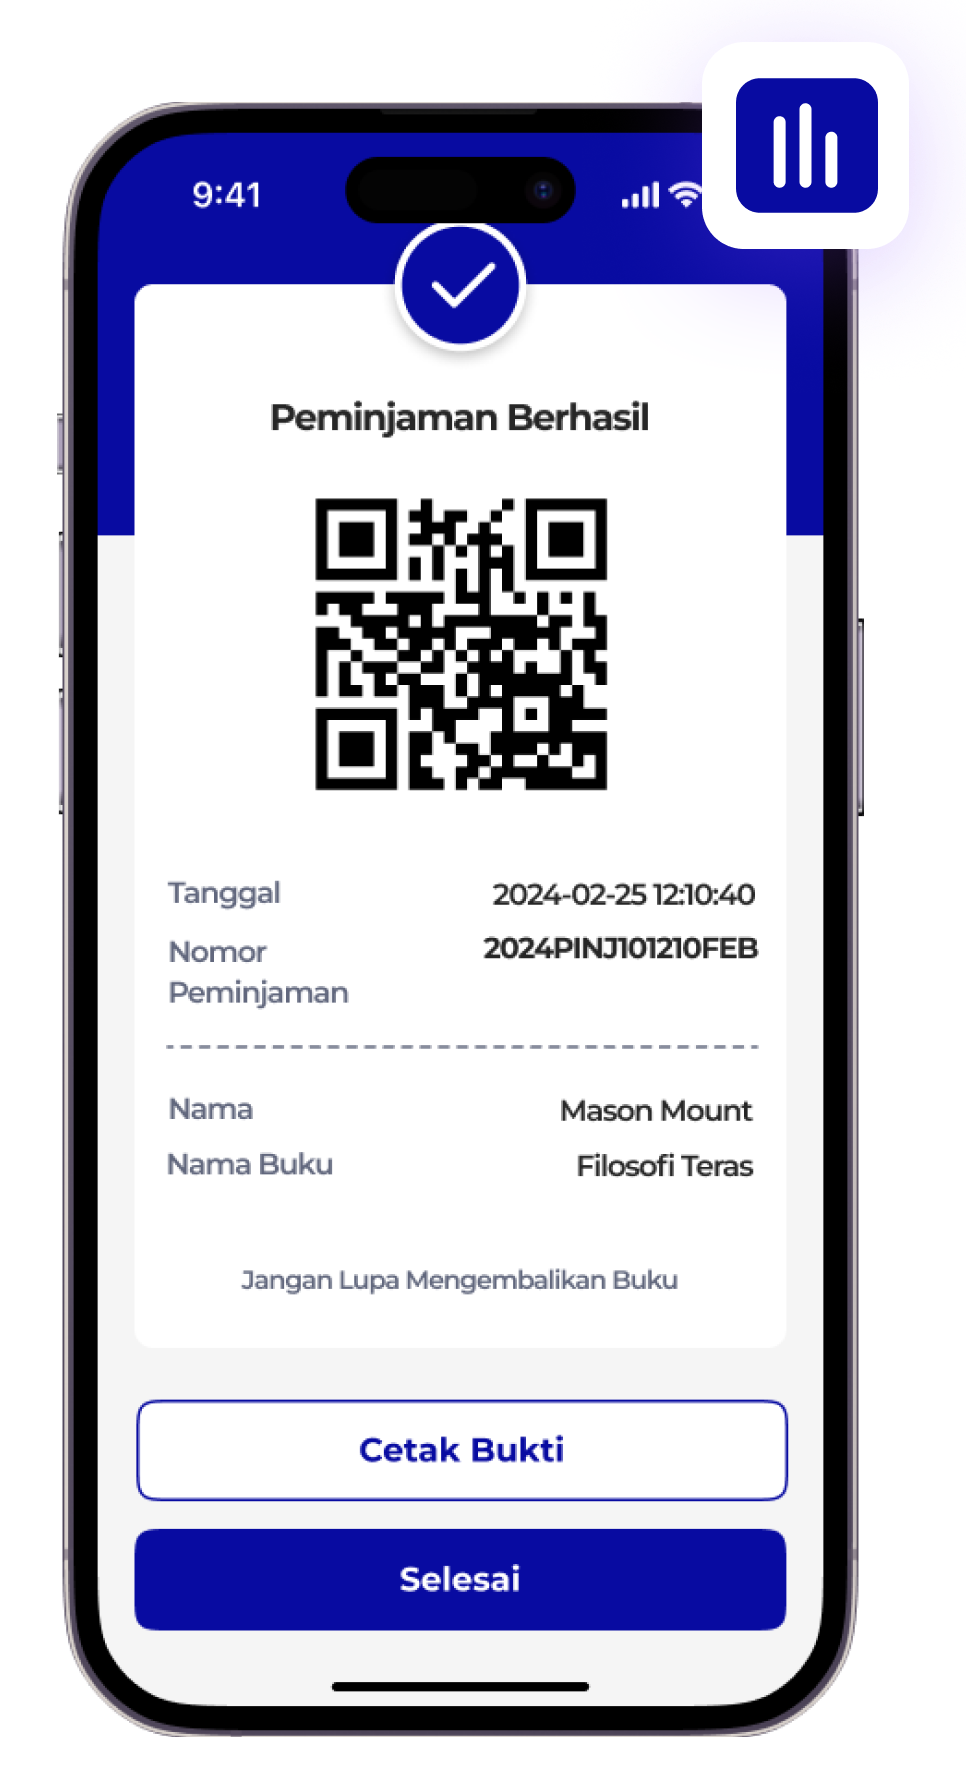 9:41
Peminjaman Berhasil
Tanggal 2024-02-25 12:10:40
Nomor Peminjaman 2024PINJ101210FEB
Nama Mason Mount
Nama Buku Filosofi Teras
Jangan Lupa Mengembalikan Buku
Cetak Bukti
Selesai